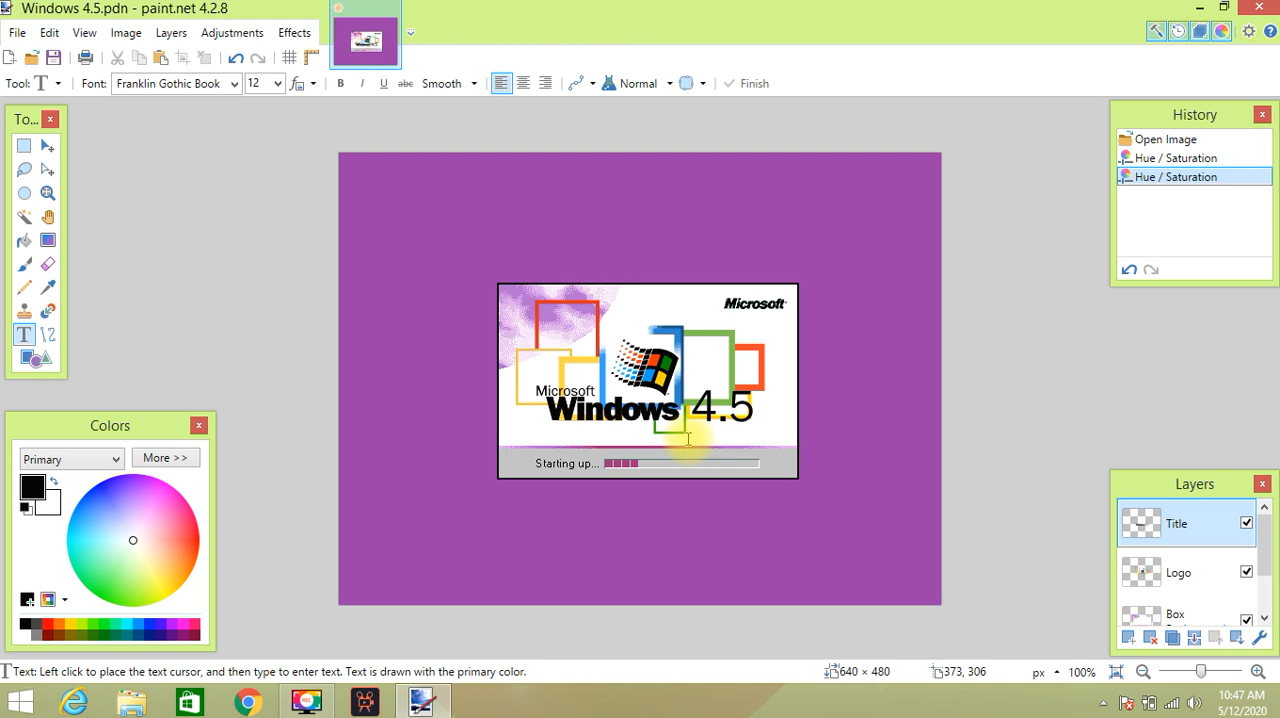 Windows 4.5.pdn - paint.net 4.2.8
File Edit View Image Layers Adjustments Effects
Tool: T Font: Franklin Gothic Book 12 B I U abc Smooth Normal Finish
To...
History
Open Image
Hue / Saturation
Hue / Saturation
Microsoft
Microsoft
Windows 4.5
Starting up...
Colors
Primary More >>
Layers
Title
Logo
Box
Text: Left click to place the text cursor, and then type to enter text. Text is drawn with the primary color. 640 × 480 373, 306 px 100%
REC
10:47 AM
5/12/2020